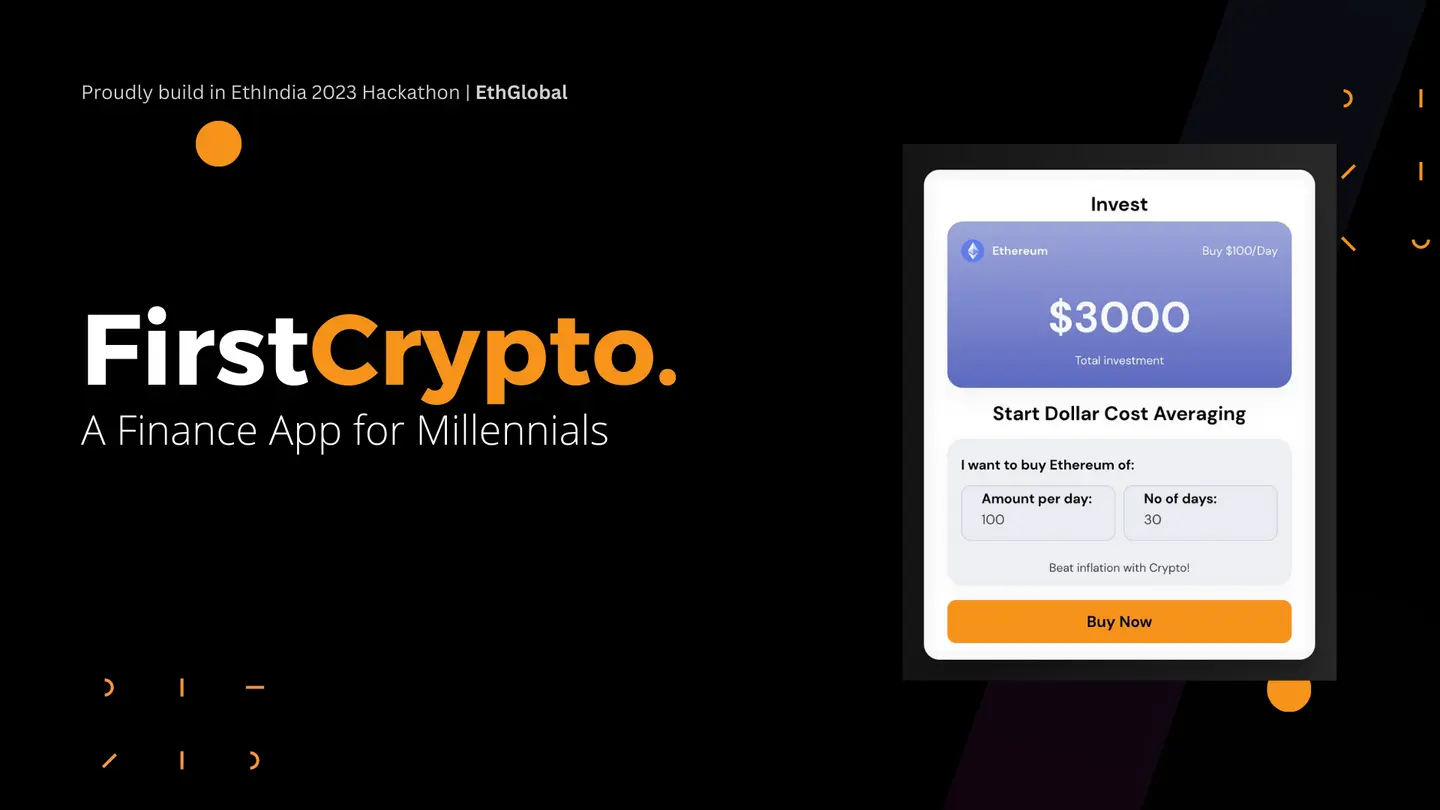 Proudly build in EthIndia 2023 Hackathon | EthGlobal
FirstCrypto.
A Finance App for Millennials
Invest
Ethereum
Buy $100/Day
$3000
Total investment
Start Dollar Cost Averaging
I want to buy Ethereum of:
Amount per day:
100
No of days:
30
Beat inflation with Crypto!
Buy Now